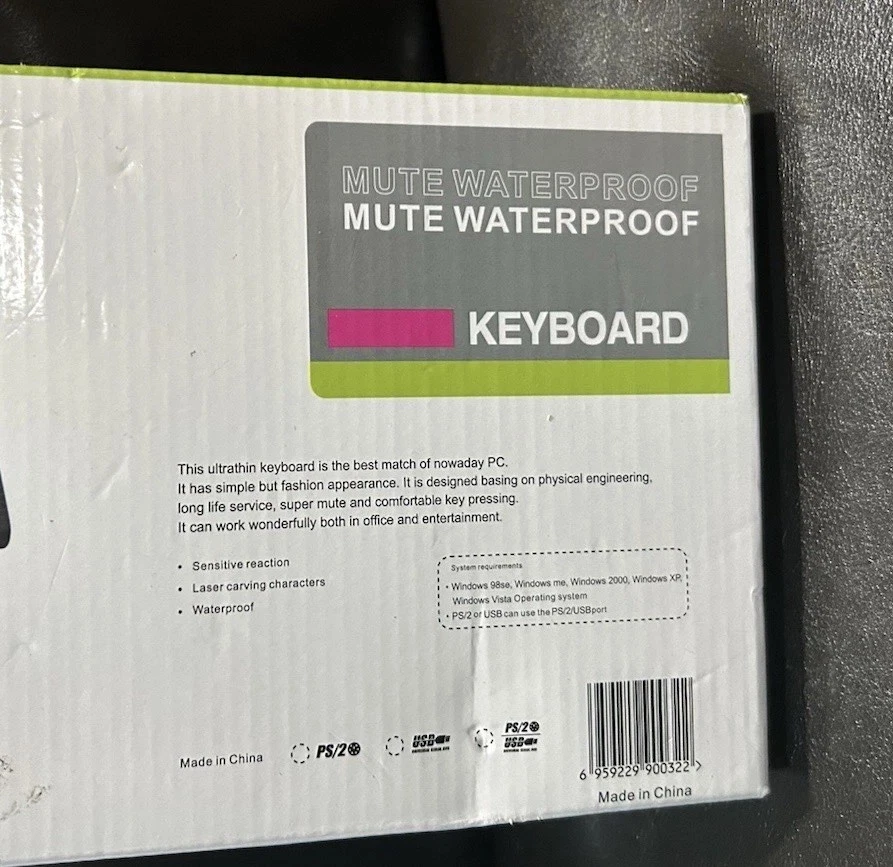 MUTE WATERPROOF
MUTE WATERPROOF
KEYBOARD
This ultrathin keyboard is the best match of nowaday PC.
It has simple but fashion appearance. It is designed basing on physical engineering,
long life service, super mute and comfortable key pressing.
It can work wonderfully both in office and entertainment.
• Sensitive reaction
• Laser carving characters
• Waterproof
System requirements
• Windows 98se, Windows me, Windows 2000, Windows XP,
Windows Vista Operating system
• PS/2 or USB can use the PS/2/USBport
Made in China
PS/2
USB
PS/2
USB
6 959229 900322 >
Made in China